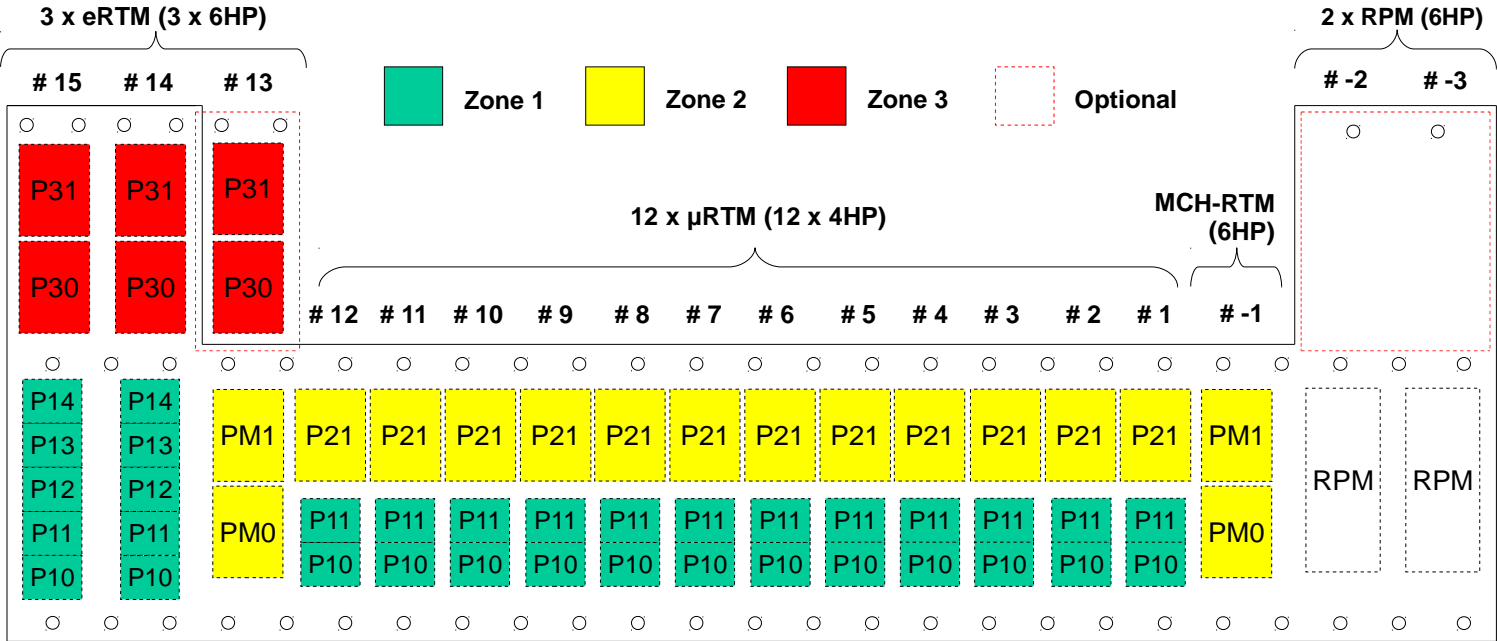 3 x eRTM (3 x 6HP)
2 x RPM (6HP)
# 15 # 14 # 13
Zone 1 Zone 2 Zone 3 Optional
# -2 # -3
P31 P31 P31
12 x µRTM (12 x 4HP)
MCH-RTM
(6HP)
P30 P30 P30
# 12 # 11 # 10 # 9 # 8 # 7 # 6 # 5 # 4 # 3 # 2 # 1 # -1
P14 P14
PM1 P21 P21 P21 P21 P21 P21 P21 P21 P21 P21 P21 P21 PM1
P13 P13
P12 P12
RPM RPM
P11 P11 PM0 P11 P11 P11 P11 P11 P11 P11 P11 P11 P11 P11 P11 PM0
P10 P10 P10 P10 P10 P10 P10 P10 P10 P10 P10 P10 P10 P10